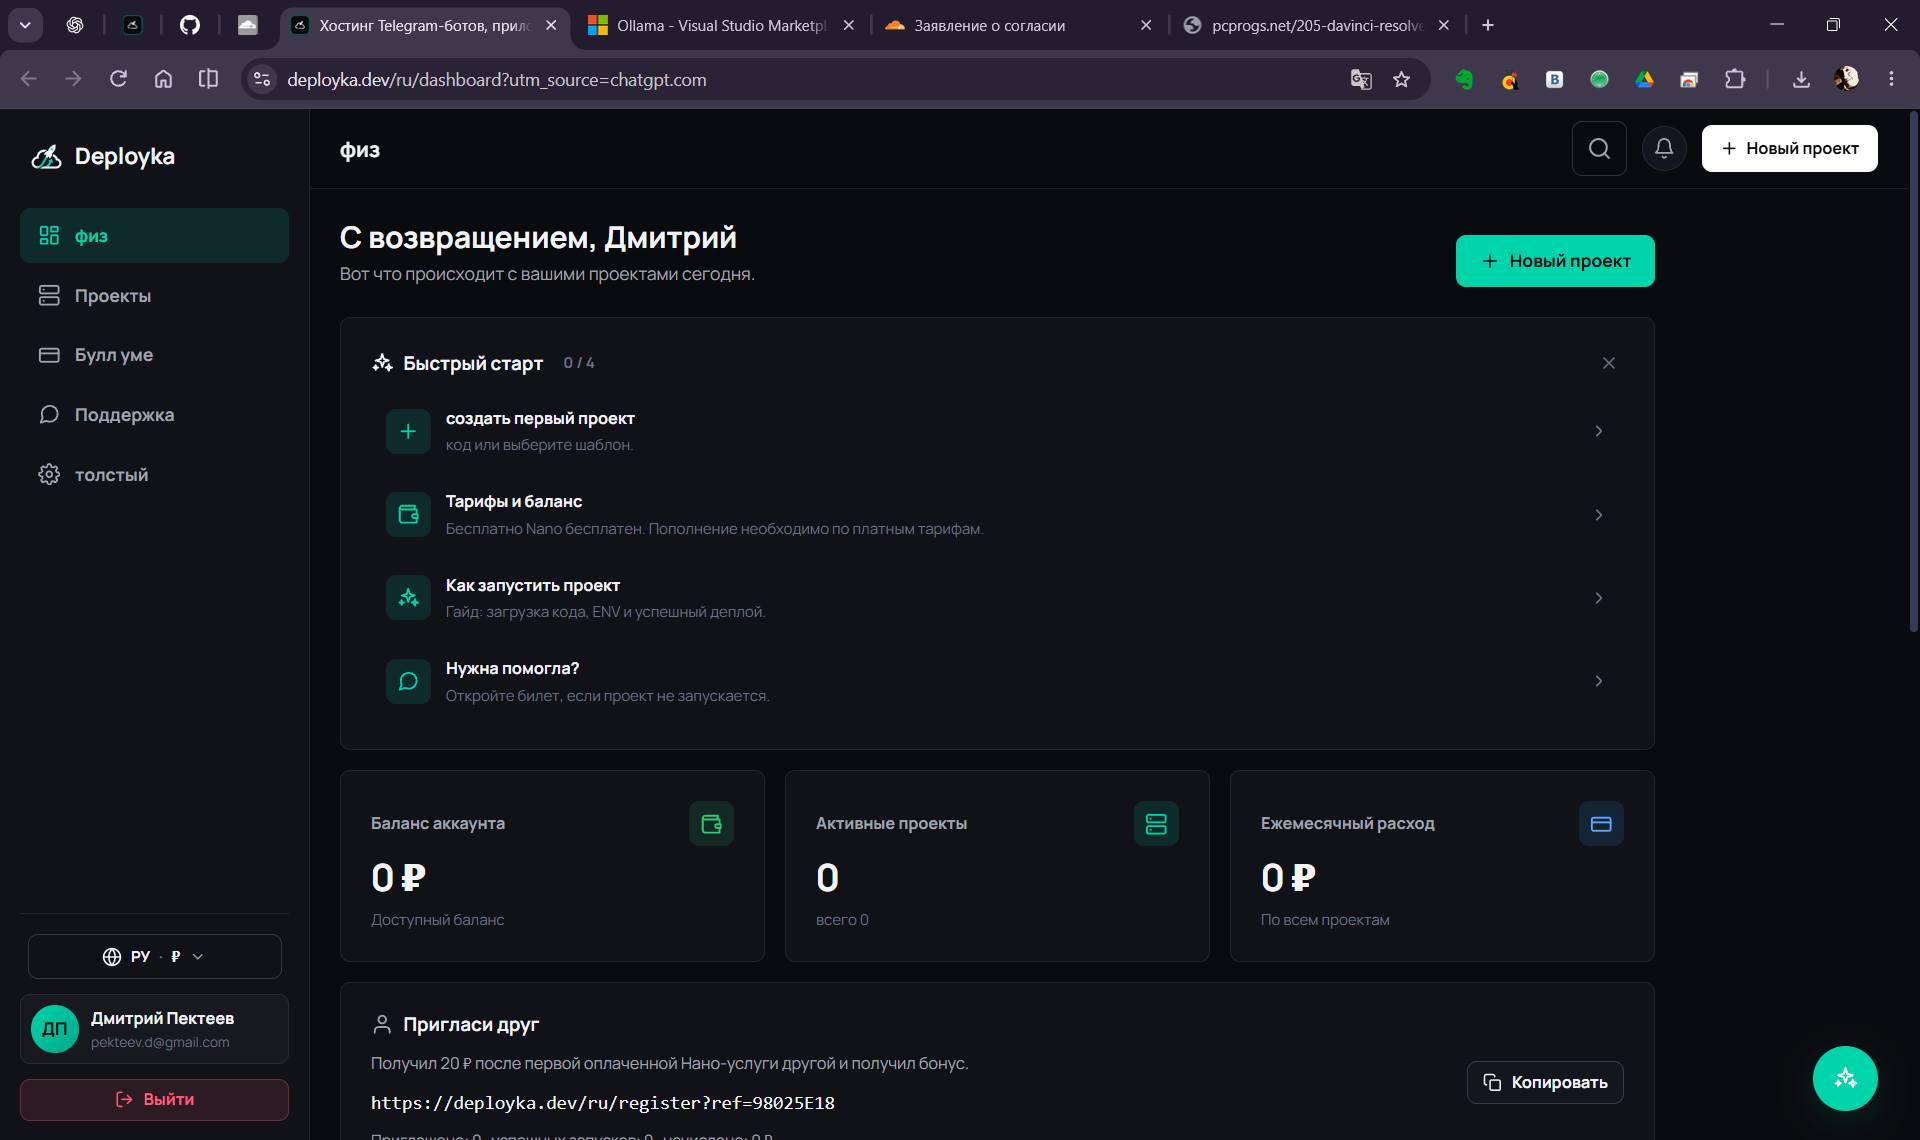 Хостинг Telegram-ботов, прил
Ollama - Visual Studio Marketpl
Заявление о согласии
pcprogs.net/205-davinci-resolve
deployka.dev/ru/dashboard?utm_source=chatgpt.com
Deployka
физ
Проекты
Булл уме
Поддержка
толстый
РУ · ₽
ДП
Дмитрий Пектеев
pekteev.d@gmail.com
Выйти
физ
+ Новый проект
С возвращением, Дмитрий
Вот что происходит с вашими проектами сегодня.
+ Новый проект
Быстрый старт 0 / 4
создать первый проект
код или выберите шаблон.
Тарифы и баланс
Бесплатно Nano бесплатен. Пополнение необходимо по платным тарифам.
Как запустить проект
Гайд: загрузка кода, ENV и успешный деплой.
Нужна помогла?
Откройте билет, если проект не запускается.
Баланс аккаунта
0 ₽
Доступный баланс
Активные проекты
0
всего 0
Ежемесячный расход
0 ₽
По всем проектам
Пригласи друг
Получил 20 ₽ после первой оплаченной Нано-услуги другой и получил бонус.
https://deployka.dev/ru/register?ref=98025E18
Копировать